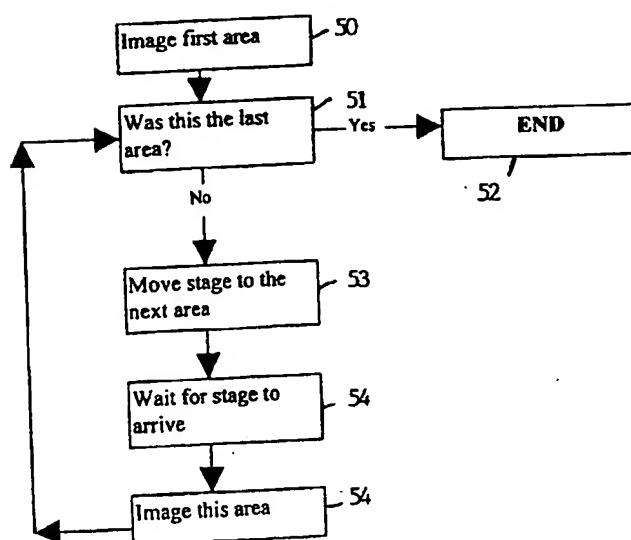 Image first area
50
Was this the last
area?
51
Yes
END
52
No
Move stage to the
next area
53
Wait for stage to
arrive
54
Image this area
54